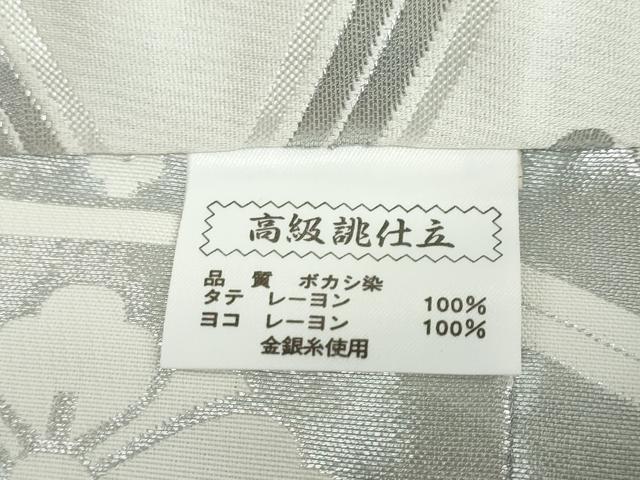 高級誂仕立
品　質　ボカシ染
タテ　レーヨン　100%
ヨコ　レーヨン　100%
金銀糸使用